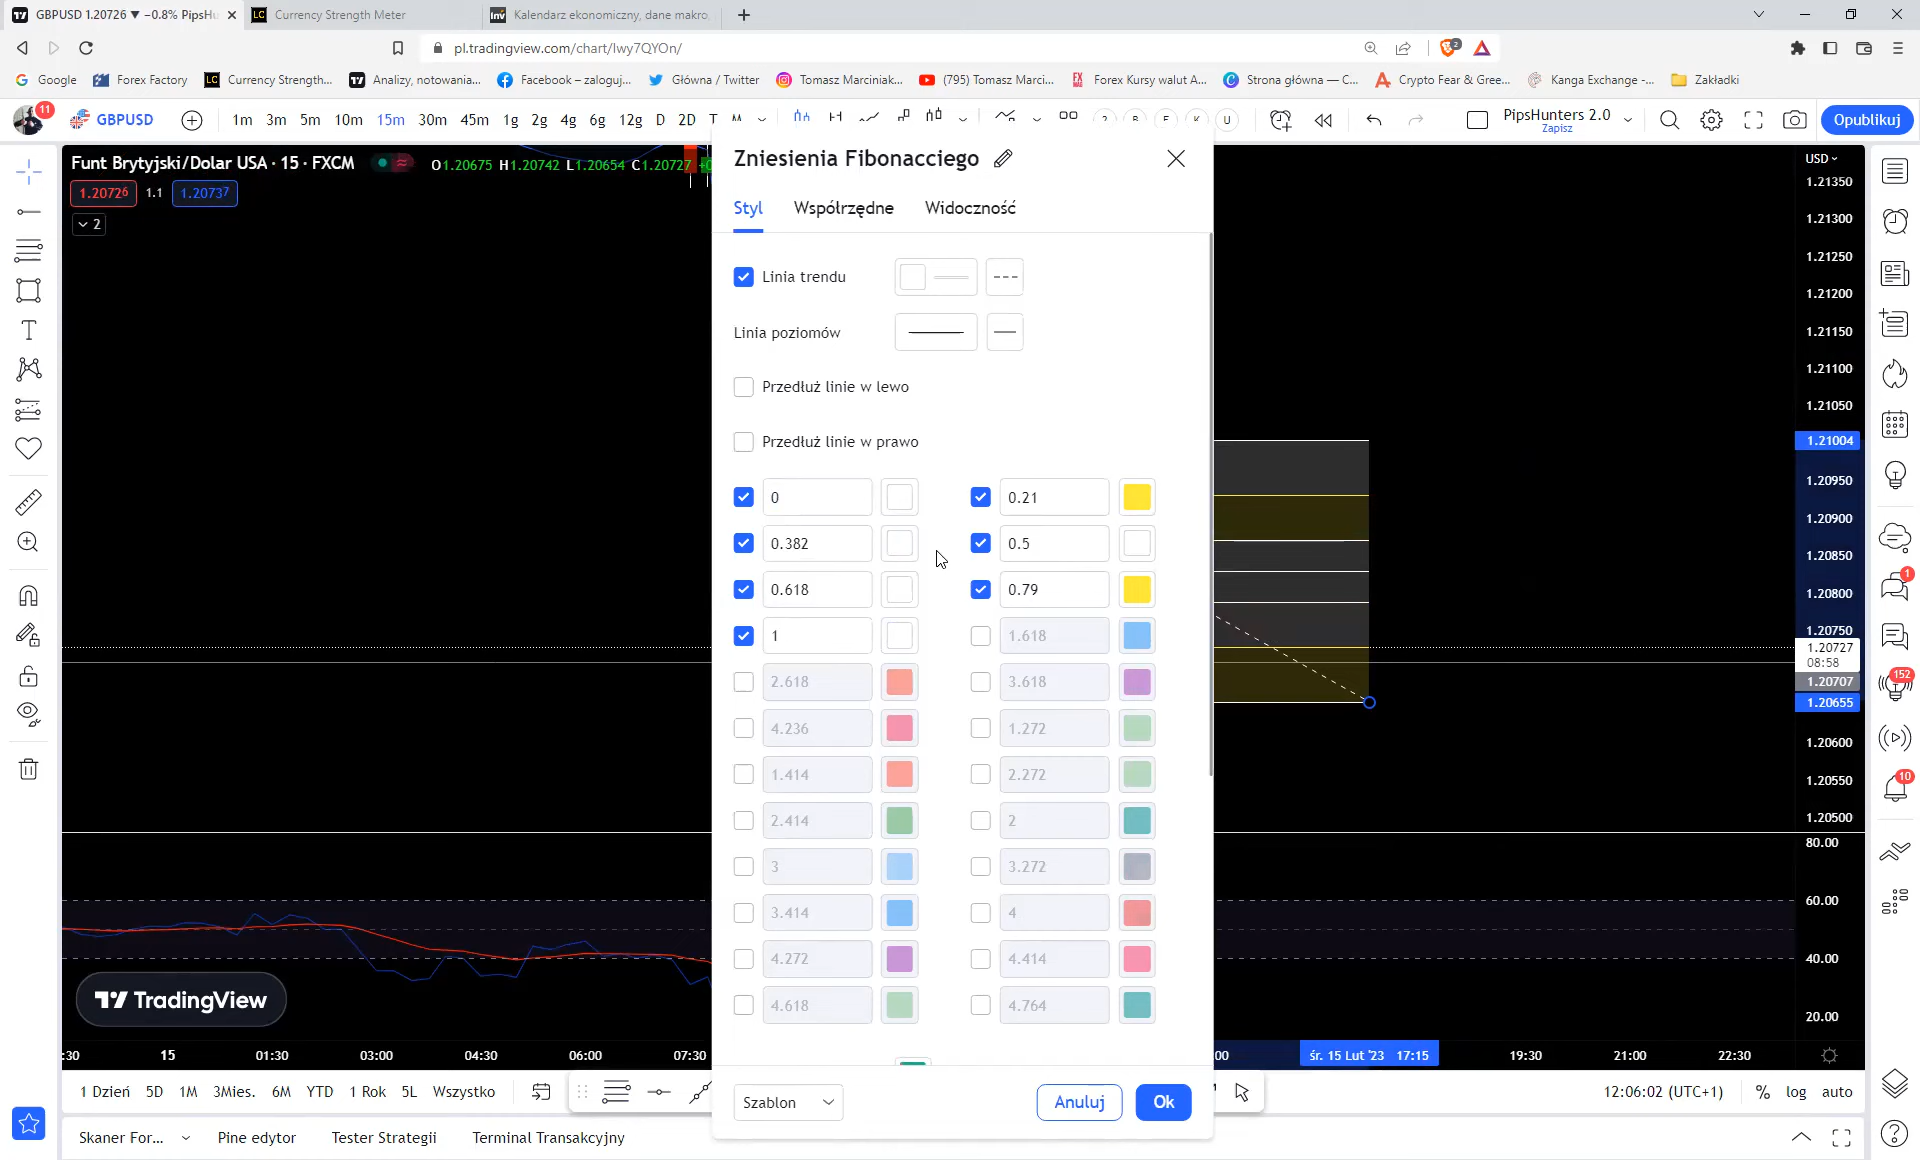 GBPUSD 1.20726 ▼ −0.8% PipsHu
LC Currency Strength Meter
Inv Kalendarz ekonomiczny, dane makro,
pl.tradingview.com/chart/lwy7QYOn/
2
Google
Forex Factory
LC Currency Strength...
Analizy, notowania...
Facebook – zaloguj...
Główna / Twitter
Tomasz Marciniak...
(795) Tomasz Marci...
Forex Kursy walut A...
Strona główna — C...
Crypto Fear & Gree...
Kanga Exchange -...
Zakładki
11
GBPUSD
1m 3m 5m 10m 15m 30m 45m 1g 2g 4g 6g 12g D 2D T M
PipsHunters 2.0
Zapisz
Opublikuj
Funt Brytyjski/Dolar USA · 15 · FXCM
O1.20675 H1.20742 L1.20654 C1.20727
1.20726 1.1 1.20737
2
Zniesienia Fibonacciego
Styl Współrzędne Widoczność
Linia trendu
Linia poziomów
Przedłuż linie w lewo
Przedłuż linie w prawo
0 0.21
0.382 0.5
0.618 0.79
1 1.618
2.618 3.618
4.236 1.272
1.414 2.272
2.414 2
3 3.272
3.414 4
4.272 4.414
4.618 4.764
Szablon
Anuluj
Ok
USD
1.21350
1.21300
1.21250
1.21200
1.21150
1.21100
1.21050
1.21004
1.20950
1.20900
1.20850
1.20800
1.20750
1.20727
08:58
1.20707
1.20655
1.20600
1.20550
1.20500
80.00
60.00
40.00
20.00
1
152
10
TradingView
:30 15 01:30 03:00 04:30 06:00 07:30 :00 śr. 15 Lut '23 17:15 19:30 21:00 22:30
1 Dzień 5D 1M 3Mies. 6M YTD 1 Rok 5L Wszystko
12:06:02 (UTC+1) % log auto
Skaner For... Pine edytor Tester Strategii Terminal Transakcyjny